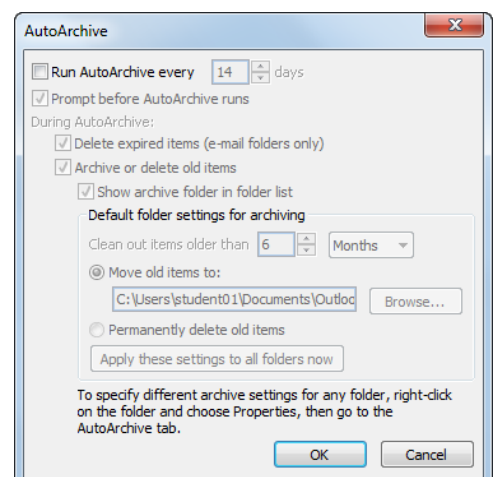 AutoArchive
Run AutoArchive every 14 days
Prompt before AutoArchive runs
During AutoArchive:
Delete expired items (e-mail folders only)
Archive or delete old items
Show archive folder in folder list
Default folder settings for archiving
Clean out items older than 6 Months
Move old items to:
C:\Users\student01\Documents\Outloc Browse...
Permanently delete old items
Apply these settings to all folders now
To specify different archive settings for any folder, right-click
on the folder and choose Properties, then go to the
AutoArchive tab.
OK Cancel